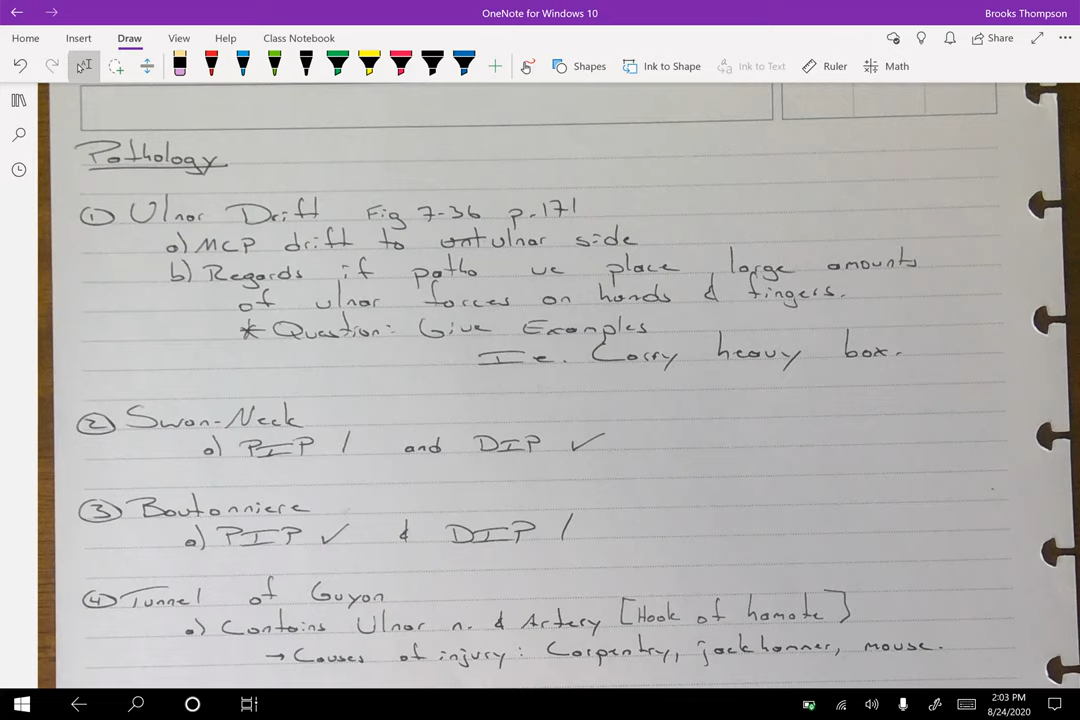 OneNote for Windows 10
Brooks Thompson
Home Insert Draw View Help Class Notebook
Share
Shapes Ink to Shape Ink to Text Ruler Math
Pathology
① Ulnar Drift Fig 7-36 p.171
a) MCP drift to ulnar side
b) Regards if patho we place large amounts
of ulnar forces on hands & fingers.
* Question: Give Examples
Ie. Carry heavy box.
② Swan-Neck
a) PIP / and DIP ✓
③ Boutonniere
a) PIP ✓ & DIP /
④ Tunnel of Guyon
a) Contains Ulnar n. & Artery [Hook of hamate]
→ Causes of injury: Carpentry, jackhammer, mouse.
2:03 PM
8/24/2020